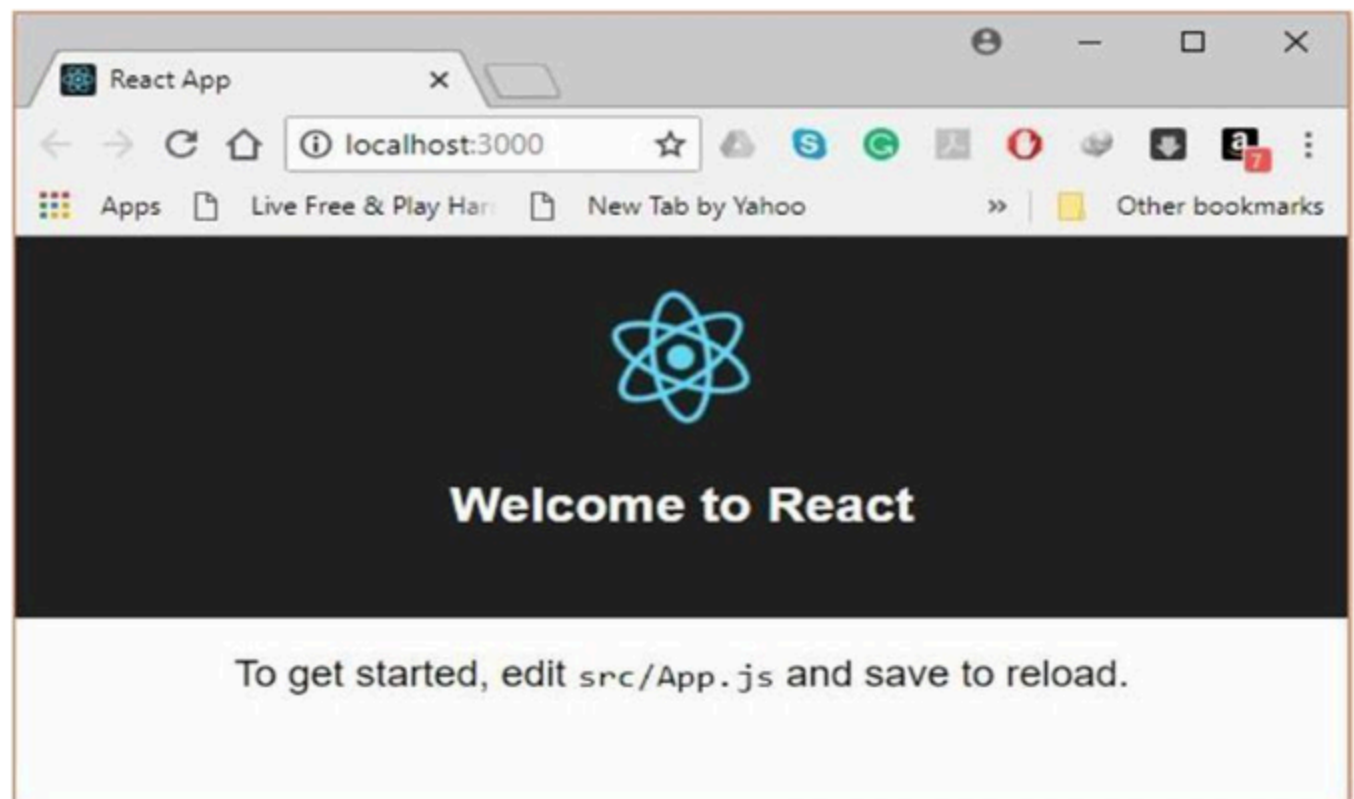 React App
localhost:3000
a
7
Apps Live Free & Play Har New Tab by Yahoo » Other bookmarks
Welcome to React
To get started, edit src/App.js and save to reload.